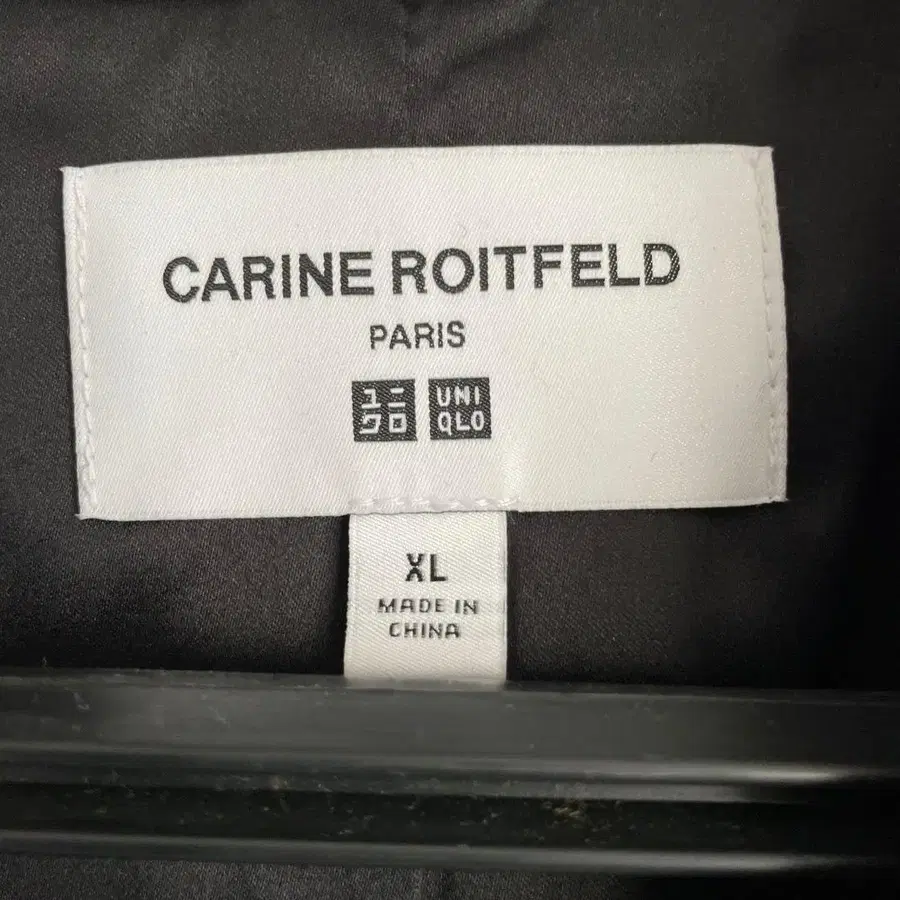 CARINE ROITFELD
PARIS
ユニ UNI
クロ QLO
XL
MADE IN
CHINA